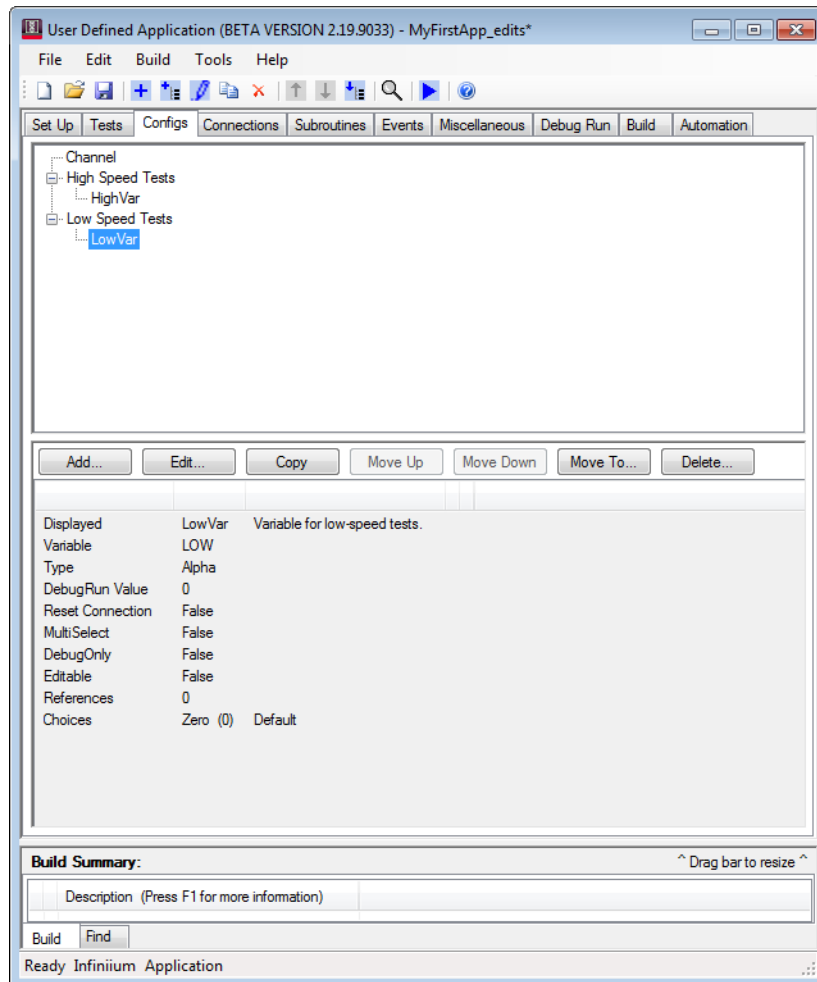 User Defined Application (BETA VERSION 2.19.9033) - MyFirstApp_edits*
File Edit Build Tools Help
Set Up Tests Configs Connections Subroutines Events Miscellaneous Debug Run Build Automation
Channel
High Speed Tests
HighVar
Low Speed Tests
LowVar
Add... Edit... Copy Move Up Move Down Move To... Delete...
Displayed LowVar Variable for low-speed tests.
Variable LOW
Type Alpha
DebugRun Value 0
Reset Connection False
MultiSelect False
DebugOnly False
Editable False
References 0
Choices Zero (0) Default
Build Summary: ^ Drag bar to resize ^
Description (Press F1 for more information)
Build Find
Ready Infiniium Application